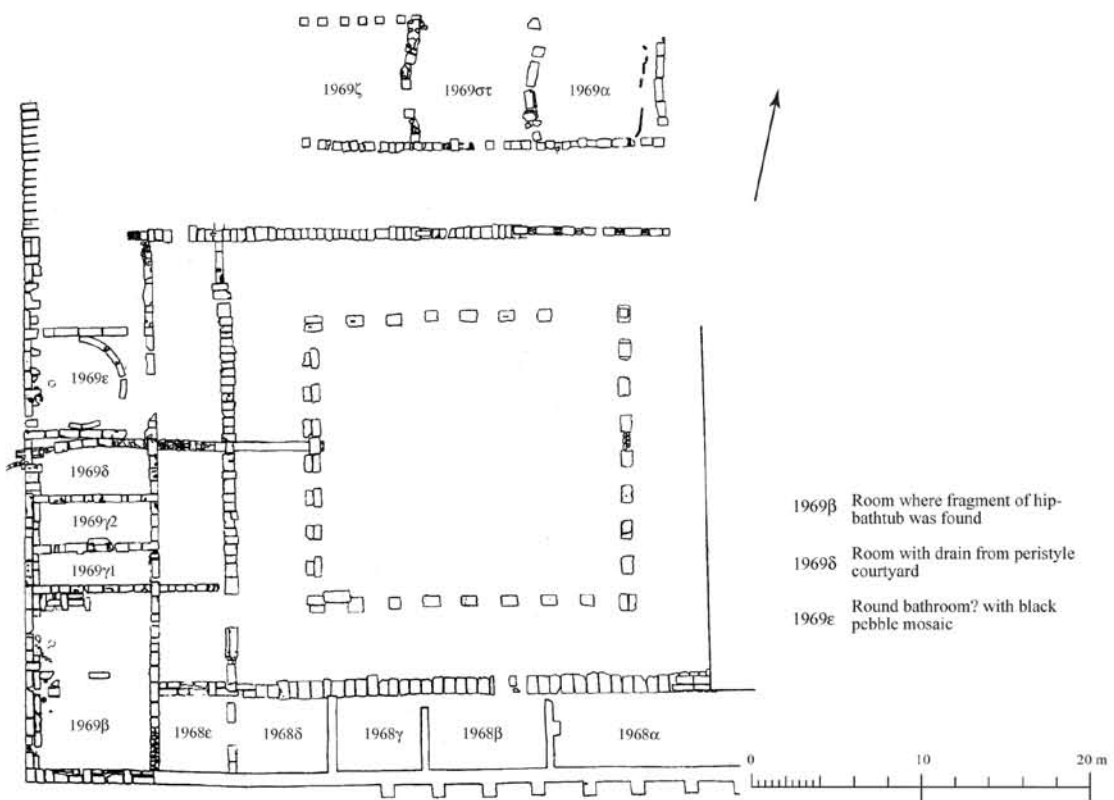 1969ζ
1969στ
1969α
1969ε
1969δ
1969γ2
1969γ1
1969β
1968ε
1968δ
1968γ
1968β
1968α
1969β Room where fragment of hip-
bathtub was found
1969δ Room with drain from peristyle
courtyard
1969ε Round bathroom? with black
pebble mosaic
0 10 20 m